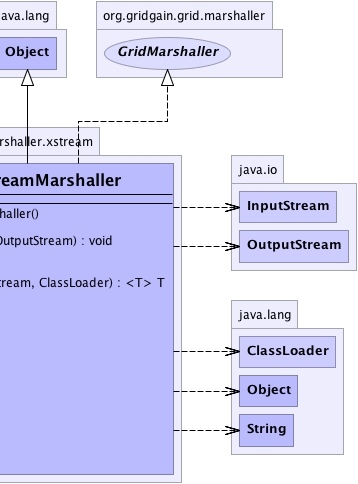 ava.lang
Object
org.gridgain.grid.marshaller
GridMarshaller
rshaller.xstream
reamMarshaller
haller()
OutputStream) : void
tream, ClassLoader) : <T> T
java.io
InputStream
OutputStream
java.lang
ClassLoader
Object
String